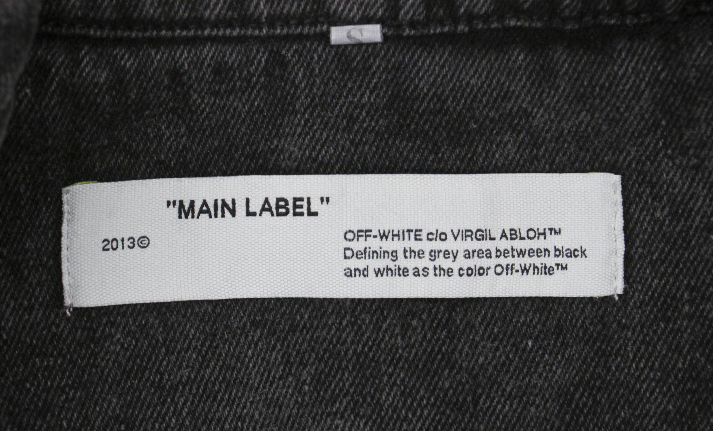 S
"MAIN LABEL"
2013©
OFF-WHITE c/o VIRGIL ABLOH™
Defining the grey area between black
and white as the color Off-White™